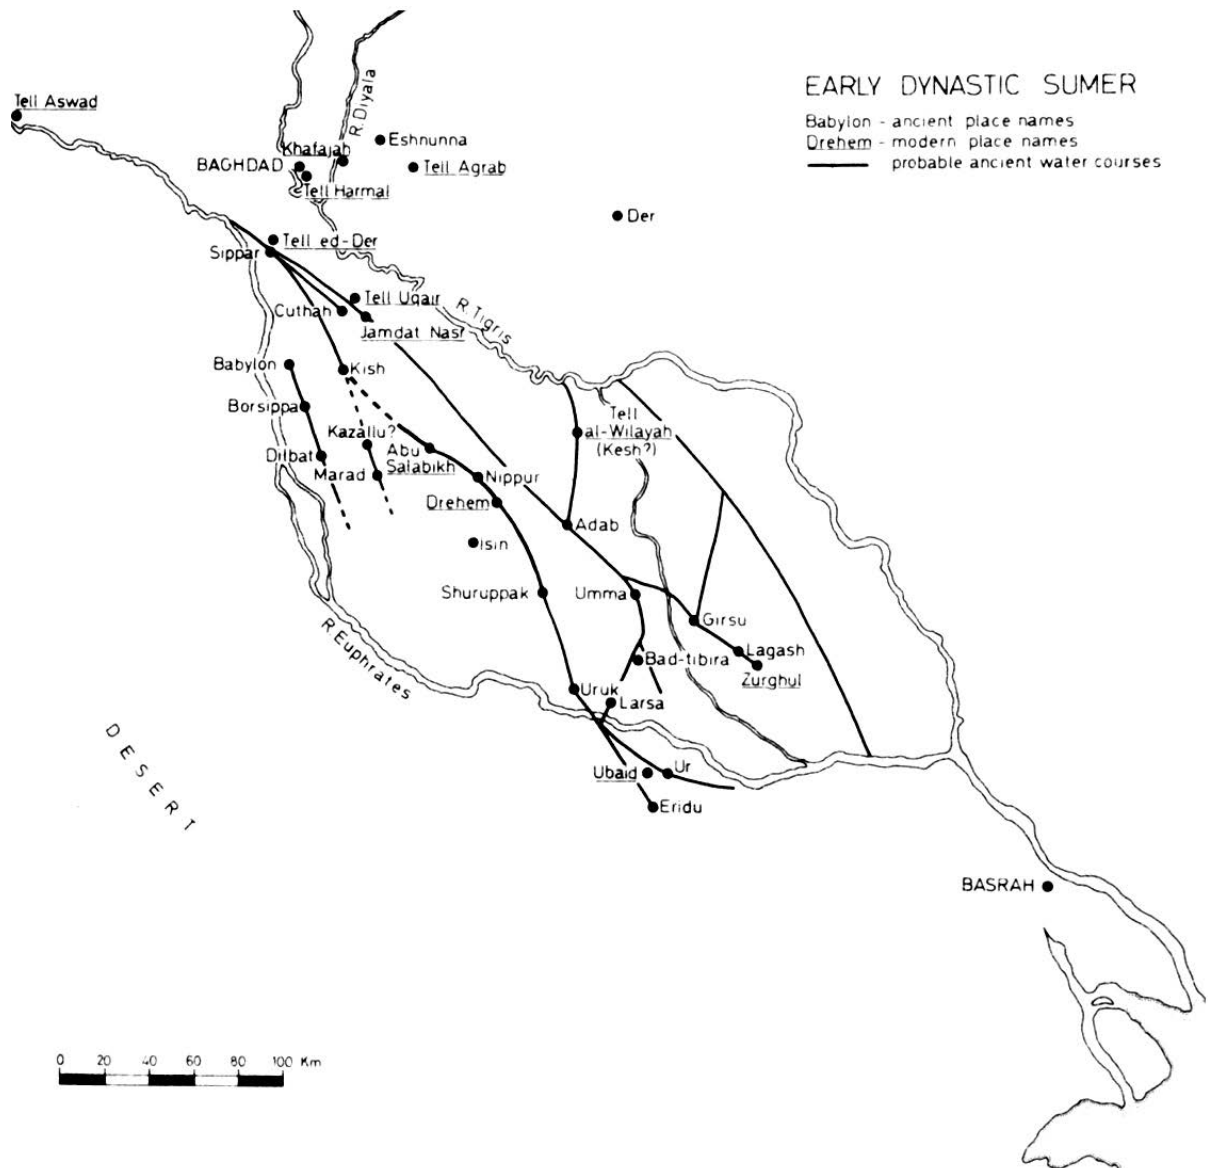 EARLY DYNASTIC SUMER
Babylon - ancient place names
Drehem - modern place names
probable ancient water courses
Tell Aswad
R. Diyala
Eshnunna
Khafajah
BAGHDAD
Tell Agrab
Tell Harmal
Der
Tell ed-Der
Sippar
Tell Uqair
Cuthah
R. Tigris
Jamdat Nasr
Babylon
Kish
Borsippa
Tell
al-Wilayah
(Kesh?)
Kazallu?
Abu
Salabikh
Dilbat
Marad
Nippur
Drehem
Adab
Isin
Shuruppak
Umma
Girsu
R. Euphrates
Lagash
Bad-tibira
Zurghul
Uruk
Larsa
DESERT
Ubaid
Ur
Eridu
BASRAH
0 20 40 60 80 100 Km